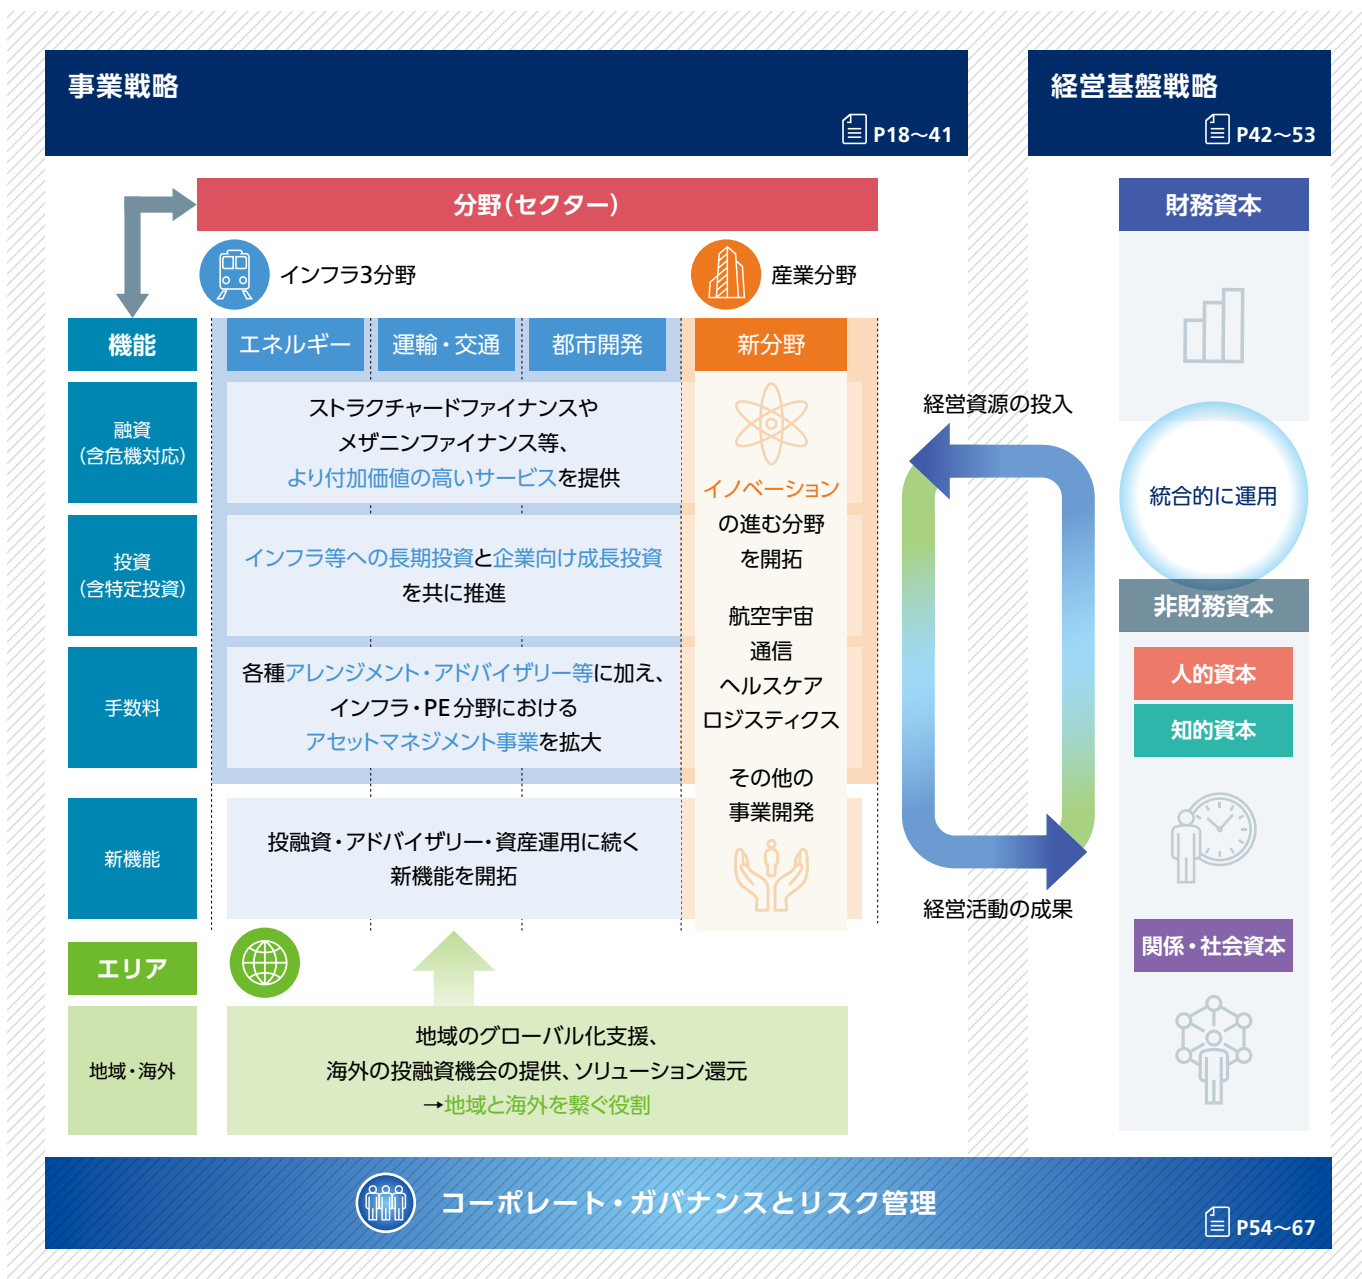 事業戦略
P18〜41
経営基盤戦略
P42〜53
分野（セクター）
インフラ3分野
産業分野
機能
エネルギー
運輸・交通
都市開発
新分野
融資
（含危機対応）
ストラクチャードファイナンスや
メザニンファイナンス等、
より付加価値の高いサービスを提供
投資
（含特定投資）
インフラ等への長期投資と企業向け成長投資
を共に推進
手数料
各種アレンジメント・アドバイザリー等に加え、
インフラ・PE分野における
アセットマネジメント事業を拡大
新機能
投融資・アドバイザリー・資産運用に続く
新機能を開拓
イノベーション
の進む分野
を開拓
航空宇宙
通信
ヘルスケア
ロジスティクス
その他の
事業開発
エリア
地域・海外
地域のグローバル化支援、
海外の投融資機会の提供、ソリューション還元
→地域と海外を繋ぐ役割
経営資源の投入
経営活動の成果
財務資本
統合的に運用
非財務資本
人的資本
知的資本
関係・社会資本
コーポレート・ガバナンスとリスク管理
P54〜67